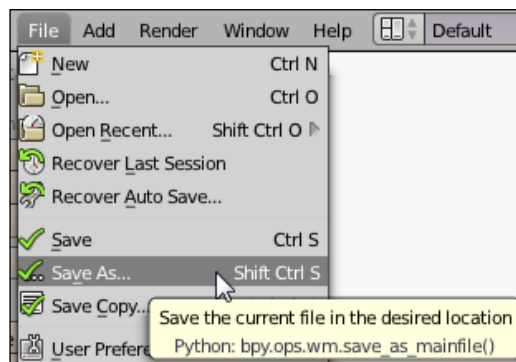 File Add Render Window Help Default
New Ctrl N
Open... Ctrl O
Open Recent... Shift Ctrl O
Recover Last Session
Recover Auto Save...
Save Ctrl S
Save As... Shift Ctrl S
Save Copy...
Save the current file in the desired location
User Prefere
Python: bpy.ops.wm.save_as_mainfile()